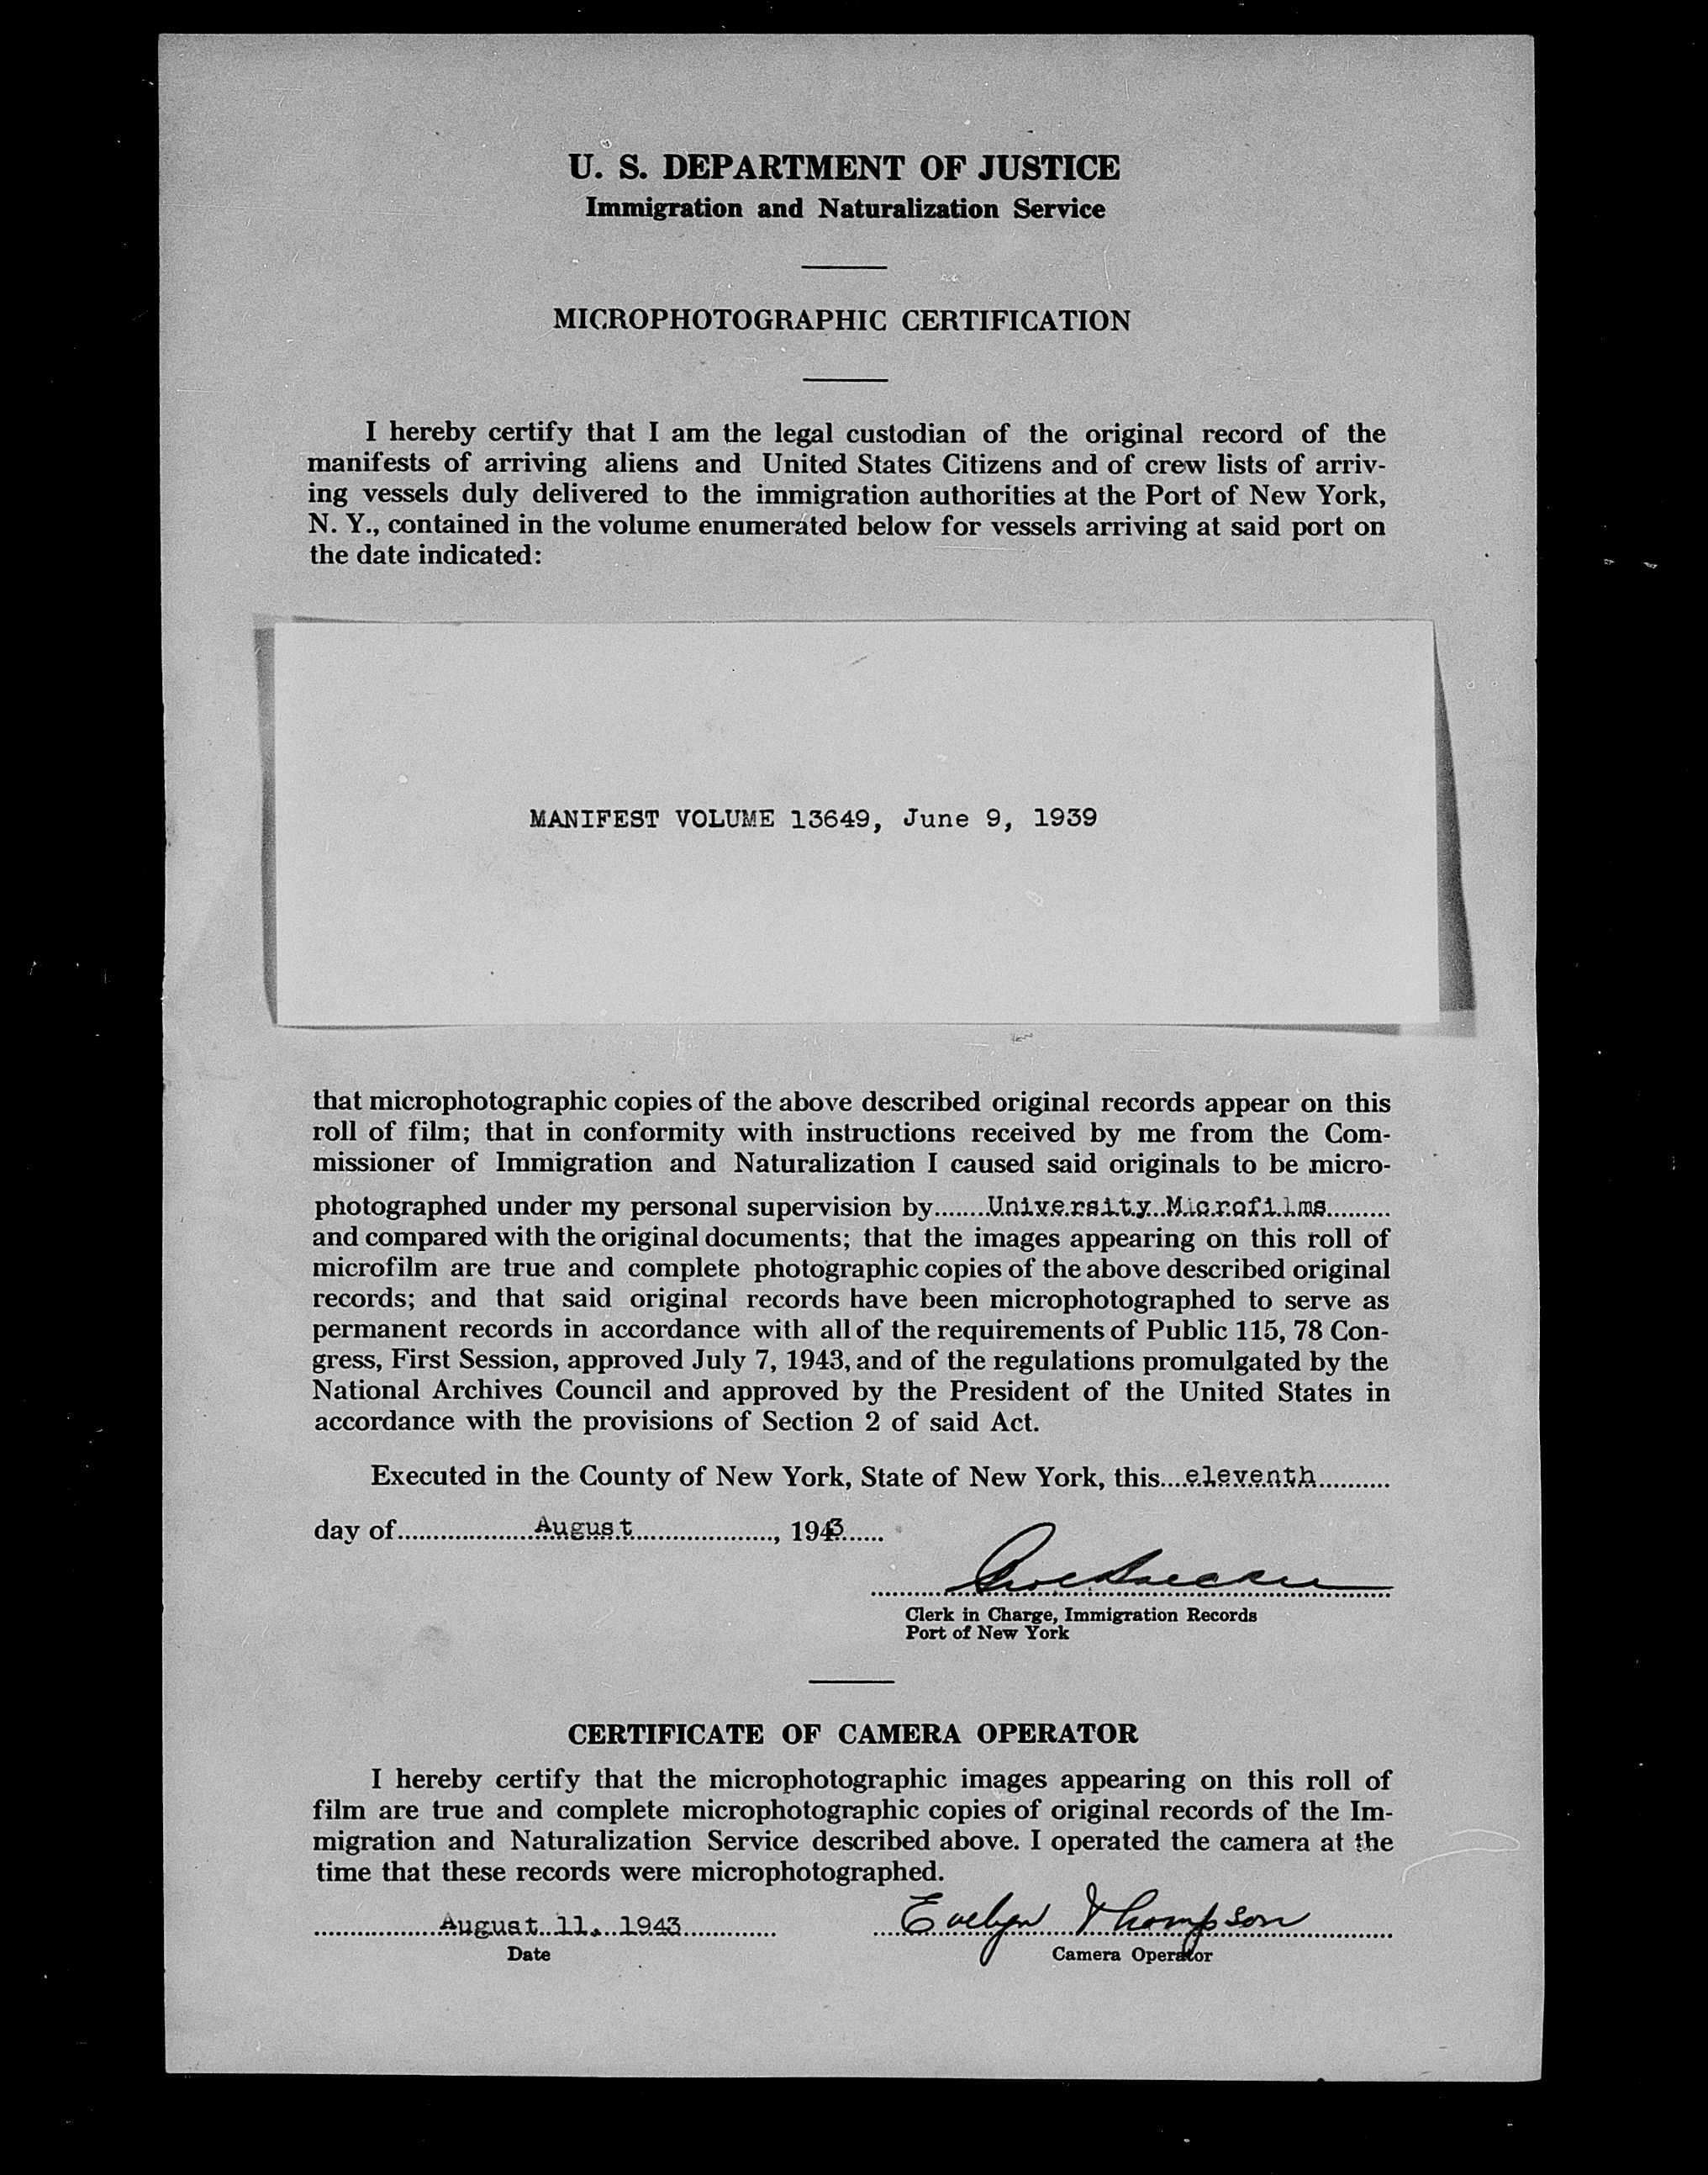 U. S. DEPARTMENT OF JUSTICE
Immigration and Naturalization Service
MICROPHOTOGRAPHIC CERTIFICATION
I hereby certify that I am the legal custodian of the original record of the
manifests of arriving aliens and United States Citizens and of crew lists of arriv-
ing vessels duly delivered to the immigration authorities at the Port of New York,
N. Y., contained in the volume enumerated below for vessels arriving at said port on
the date indicated:
MANIFEST VOLUME 13649, June 9, 1939
that microphotographic copies of the above described original records appear on this
roll of film; that in conformity with instructions received by me from the Com-
missioner of Immigration and Naturalization I caused said originals to be micro-
photographed under my personal supervision by.......University Microfilms.........
and compared with the original documents; that the images appearing on this roll of
microfilm are true and complete photographic copies of the above described original
records; and that said original records have been microphotographed to serve as
permanent records in accordance with all of the requirements of Public 115, 78 Con-
gress, First Session, approved July 7, 1943, and of the regulations promulgated by the
National Archives Council and approved by the President of the United States in
accordance with the provisions of Section 2 of said Act.
Executed in the County of New York, State of New York, this....eleventh...........
day of....................August...................., 1943......
Clerk in Charge, Immigration Records
Port of New York
CERTIFICATE OF CAMERA OPERATOR
I hereby certify that the microphotographic images appearing on this roll of
film are true and complete microphotographic copies of original records of the Im-
migration and Naturalization Service described above. I operated the camera at the
time that these records were microphotographed.
August 11, 1943 Evelyn Thompson
Date Camera Operator